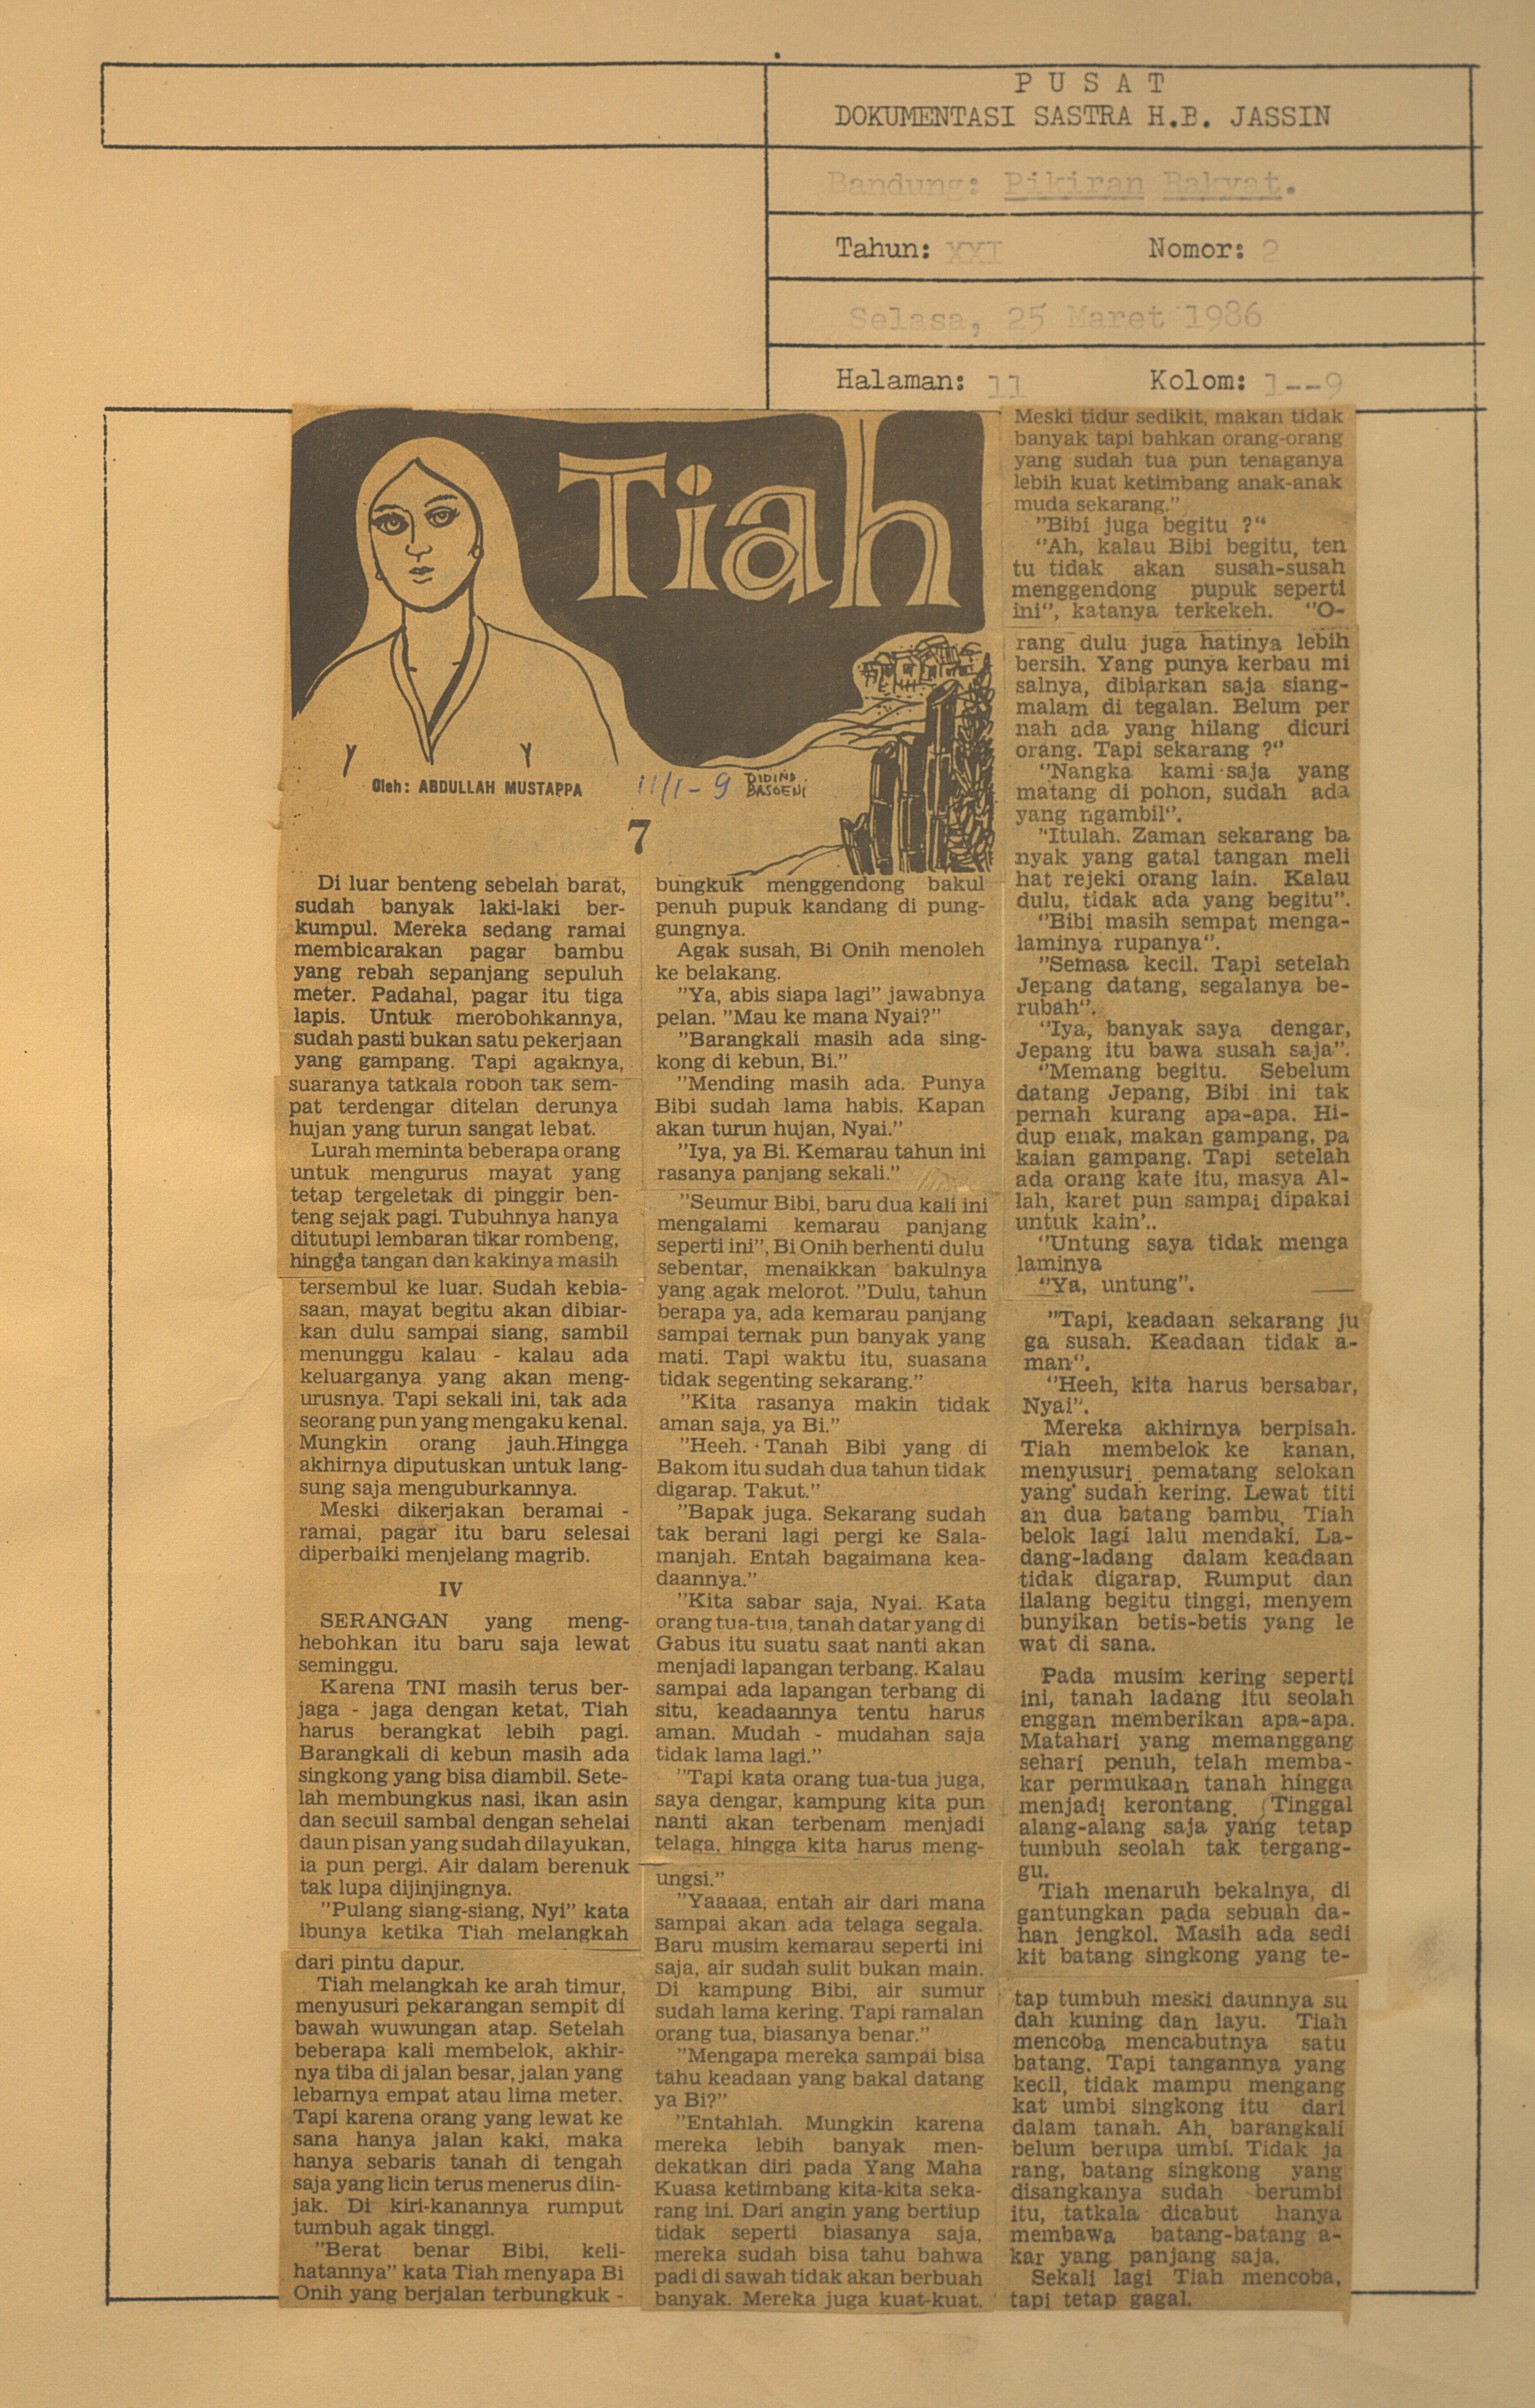 PUSAT
DOKUMENTASI SASTRA H.B. JASSIN
Bandung: Pikiran Rakyat.
Tahun: XXI Nomor: 2
Selasa, 25 Maret 1986
Halaman: 11 Kolom: 1--9
Tiah
Oleh: ABDULLAH MUSTAPPA
11/1-9
DIDING
BASOENI
7
Di luar benteng sebelah barat,
sudah banyak laki-laki ber-
kumpul. Mereka sedang ramai
membicarakan pagar bambu
yang rebah sepanjang sepuluh
meter. Padahal, pagar itu tiga
lapis. Untuk merobohkannya,
sudah pasti bukan satu pekerjaan
yang gampang. Tapi agaknya,
suaranya tatkala roboh tak sem-
pat terdengar ditelan derunya
hujan yang turun sangat lebat.
Lurah meminta beberapa orang
untuk mengurus mayat yang
tetap tergeletak di pinggir ben-
teng sejak pagi. Tubuhnya hanya
ditutupi lembaran tikar rombeng,
hingga tangan dan kakinya masih
tersembul ke luar. Sudah kebia-
saan, mayat begitu akan dibiar-
kan dulu sampai siang, sambil
menunggu kalau - kalau ada
keluarganya yang akan meng-
urusnya. Tapi sekali ini, tak ada
seorang pun yang mengaku kenal.
Mungkin orang jauh.Hingga
akhirnya diputuskan untuk lang-
sung saja menguburkannya.
Meski dikerjakan beramai -
ramai, pagar itu baru selesai
diperbaiki menjelang magrib.
IV
SERANGAN yang meng-
hebohkan itu baru saja lewat
seminggu.
Karena TNI masih terus ber-
jaga - jaga dengan ketat, Tiah
harus berangkat lebih pagi.
Barangkali di kebun masih ada
singkong yang bisa diambil. Sete-
lah membungkus nasi, ikan asin
dan secuil sambal dengan sehelai
daun pisan yang sudah dilayukan,
ia pun pergi. Air dalam berenuk
tak lupa dijinjingnya.
"Pulang siang-siang, Nyi" kata
ibunya ketika Tiah melangkah
dari pintu dapur.
Tiah melangkah ke arah timur,
menyusuri pekarangan sempit di
bawah wuwungan atap. Setelah
beberapa kali membelok, akhir-
nya tiba di jalan besar, jalan yang
lebarnya empat atau lima meter.
Tapi karena orang yang lewat ke
sana hanya jalan kaki, maka
hanya sebaris tanah di tengah
saja yang licin terus menerus diin-
jak. Di kiri-kanannya rumput
tumbuh agak tinggi.
"Berat benar Bibi, keli-
hatannya" kata Tiah menyapa Bi
Onih yang berjalan terbungkuk -
bungkuk menggendong bakul
penuh pupuk kandang di pung-
gungnya.
Agak susah, Bi Onih menoleh
ke belakang.
"Ya, abis siapa lagi" jawabnya
pelan. "Mau ke mana Nyai?"
"Barangkali masih ada sing-
kong di kebun, Bi."
"Mending masih ada. Punya
Bibi sudah lama habis. Kapan
akan turun hujan, Nyai."
"Iya, ya Bi. Kemarau tahun ini
rasanya panjang sekali."
"Seumur Bibi, baru dua kali ini
mengalami kemarau panjang
seperti ini", Bi Onih berhenti dulu
sebentar, menaikkan bakulnya
yang agak melorot. "Dulu, tahun
berapa ya, ada kemarau panjang
sampai ternak pun banyak yang
mati. Tapi waktu itu, suasana
tidak segenting sekarang."
"Kita rasanya makin tidak
aman saja, ya Bi."
"Heeh. Tanah Bibi yang di
Bakom itu sudah dua tahun tidak
digarap. Takut."
"Bapak juga. Sekarang sudah
tak berani lagi pergi ke Sala-
manjah. Entah bagaimana kea-
daannya."
"Kita sabar saja, Nyai. Kata
orang tua-tua, tanah datar yang di
Gabus itu suatu saat nanti akan
menjadi lapangan terbang. Kalau
sampai ada lapangan terbang di
situ, keadaannya tentu harus
aman. Mudah - mudahan saja
tidak lama lagi."
"Tapi kata orang tua-tua juga,
saya dengar, kampung kita pun
nanti akan terbenam menjadi
telaga, hingga kita harus meng-
ungsi."
"Yaaaaa, entah air dari mana
sampai akan ada telaga segala.
Baru musim kemarau seperti ini
saja, air sudah sulit bukan main.
Di kampung Bibi, air sumur
sudah lama kering. Tapi ramalan
orang tua, biasanya benar."
"Mengapa mereka sampai bisa
tahu keadaan yang bakal datang
ya Bi?"
"Entahlah. Mungkin karena
mereka lebih banyak men-
dekatkan diri pada Yang Maha
Kuasa ketimbang kita-kita seka-
rang ini. Dari angin yang bertiup
tidak seperti biasanya saja,
mereka sudah bisa tahu bahwa
padi di sawah tidak akan berbuah
banyak. Mereka juga kuat-kuat.
Meski tidur sedikit, makan tidak
banyak tapi bahkan orang-orang
yang sudah tua pun tenaganya
lebih kuat ketimbang anak-anak
muda sekarang."
"Bibi juga begitu ?"
"Ah, kalau Bibi begitu, ten
tu tidak akan susah-susah
menggendong pupuk seperti
ini", katanya terkekeh. "O-
rang dulu juga hatinya lebih
bersih. Yang punya kerbau mi
salnya, dibiarkan saja siang-
malam di tegalan. Belum per
nah ada yang hilang dicuri
orang. Tapi sekarang ?"
"Nangka kami saja yang
matang di pohon, sudah ada
yang ngambil".
"Itulah. Zaman sekarang ba
nyak yang gatal tangan meli
hat rejeki orang lain. Kalau
dulu, tidak ada yang begitu".
"Bibi masih sempat menga-
laminya rupanya".
"Semasa kecil. Tapi setelah
Jepang datang, segalanya be-
rubah".
"Iya, banyak saya dengar,
Jepang itu bawa susah saja".
"Memang begitu. Sebelum
datang Jepang, Bibi ini tak
pernah kurang apa-apa. Hi-
dup enak, makan gampang, pa
kaian gampang. Tapi setelah
ada orang kate itu, masya Al-
lah, karet pun sampai dipakai
untuk kain'..
"Untung saya tidak menga
laminya
"Ya, untung".
"Tapi, keadaan sekarang ju
ga susah. Keadaan tidak a-
man".
"Heeh, kita harus bersabar,
Nyai".
Mereka akhirnya berpisah.
Tiah membelok ke kanan,
menyusuri pematang selokan
yang sudah kering. Lewat titi
an dua batang bambu, Tiah
belok lagi lalu mendaki. La-
dang-ladang dalam keadaan
tidak digarap. Rumput dan
ilalang begitu tinggi, menyem
bunyikan betis-betis yang le
wat di sana.
Pada musim kering seperti
ini, tanah ladang itu seolah
enggan memberikan apa-apa.
Matahari yang memanggang
sehari penuh, telah memba-
kar permukaan tanah hingga
menjadi kerontang. Tinggal
alang-alang saja yang tetap
tumbuh seolah tak tergang-
gu.
Tiah menaruh bekalnya, di
gantungkan pada sebuah da-
han jengkol. Masih ada sedi
kit batang singkong yang te-
tap tumbuh meski daunnya su
dah kuning dan layu. Tiah
mencoba mencabutnya satu
batang. Tapi tangannya yang
kecil, tidak mampu mengang
kat umbi singkong itu dari
dalam tanah. Ah, barangkali
belum berupa umbi. Tidak ja
rang, batang singkong yang
disangkanya sudah berumbi
itu, tatkala dicabut hanya
membawa batang-batang a-
kar yang panjang saja.
Sekali lagi Tiah mencoba,
tapi tetap gagal.